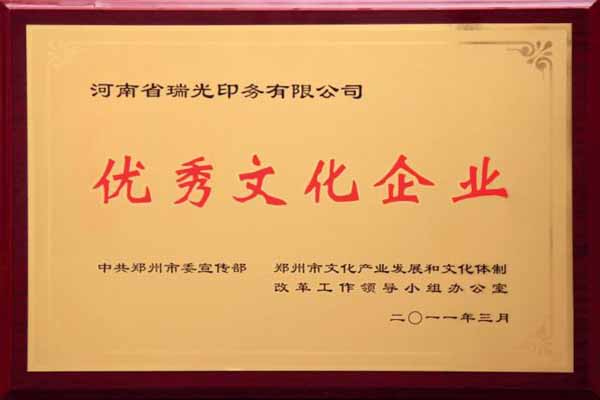 河南省瑞光印务有限公司
优秀文化企业
中共郑州市委宣传部 郑州市文化产业发展和文化体制
改革工作领导小组办公室
二〇一一年三月